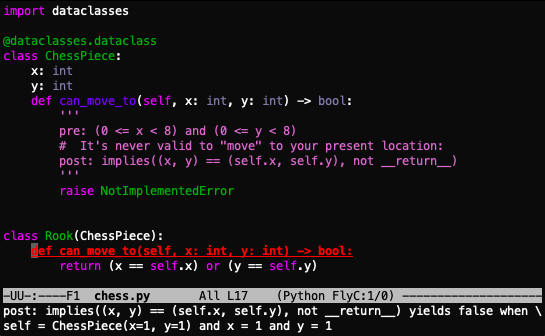 import dataclasses
@dataclasses.dataclass
class ChessPiece:
    x: int
    y: int
    def can_move_to(self, x: int, y: int) -> bool:
        '''
        pre: (0 <= x < 8) and (0 <= y < 8)
        #  It's never valid to "move" to your present location:
        post: implies((x, y) == (self.x, self.y), not __return__)
        '''
        raise NotImplementedError
class Rook(ChessPiece):
    def can_move_to(self, x: int, y: int) -> bool:
        return (x == self.x) or (y == self.y)
-UU-:----F1  chess.py       All L17    (Python FlyC:1/0) --------------------
post: implies((x, y) == (self.x, self.y), not __return__) yields false when \
self = ChessPiece(x=1, y=1) and x = 1 and y = 1